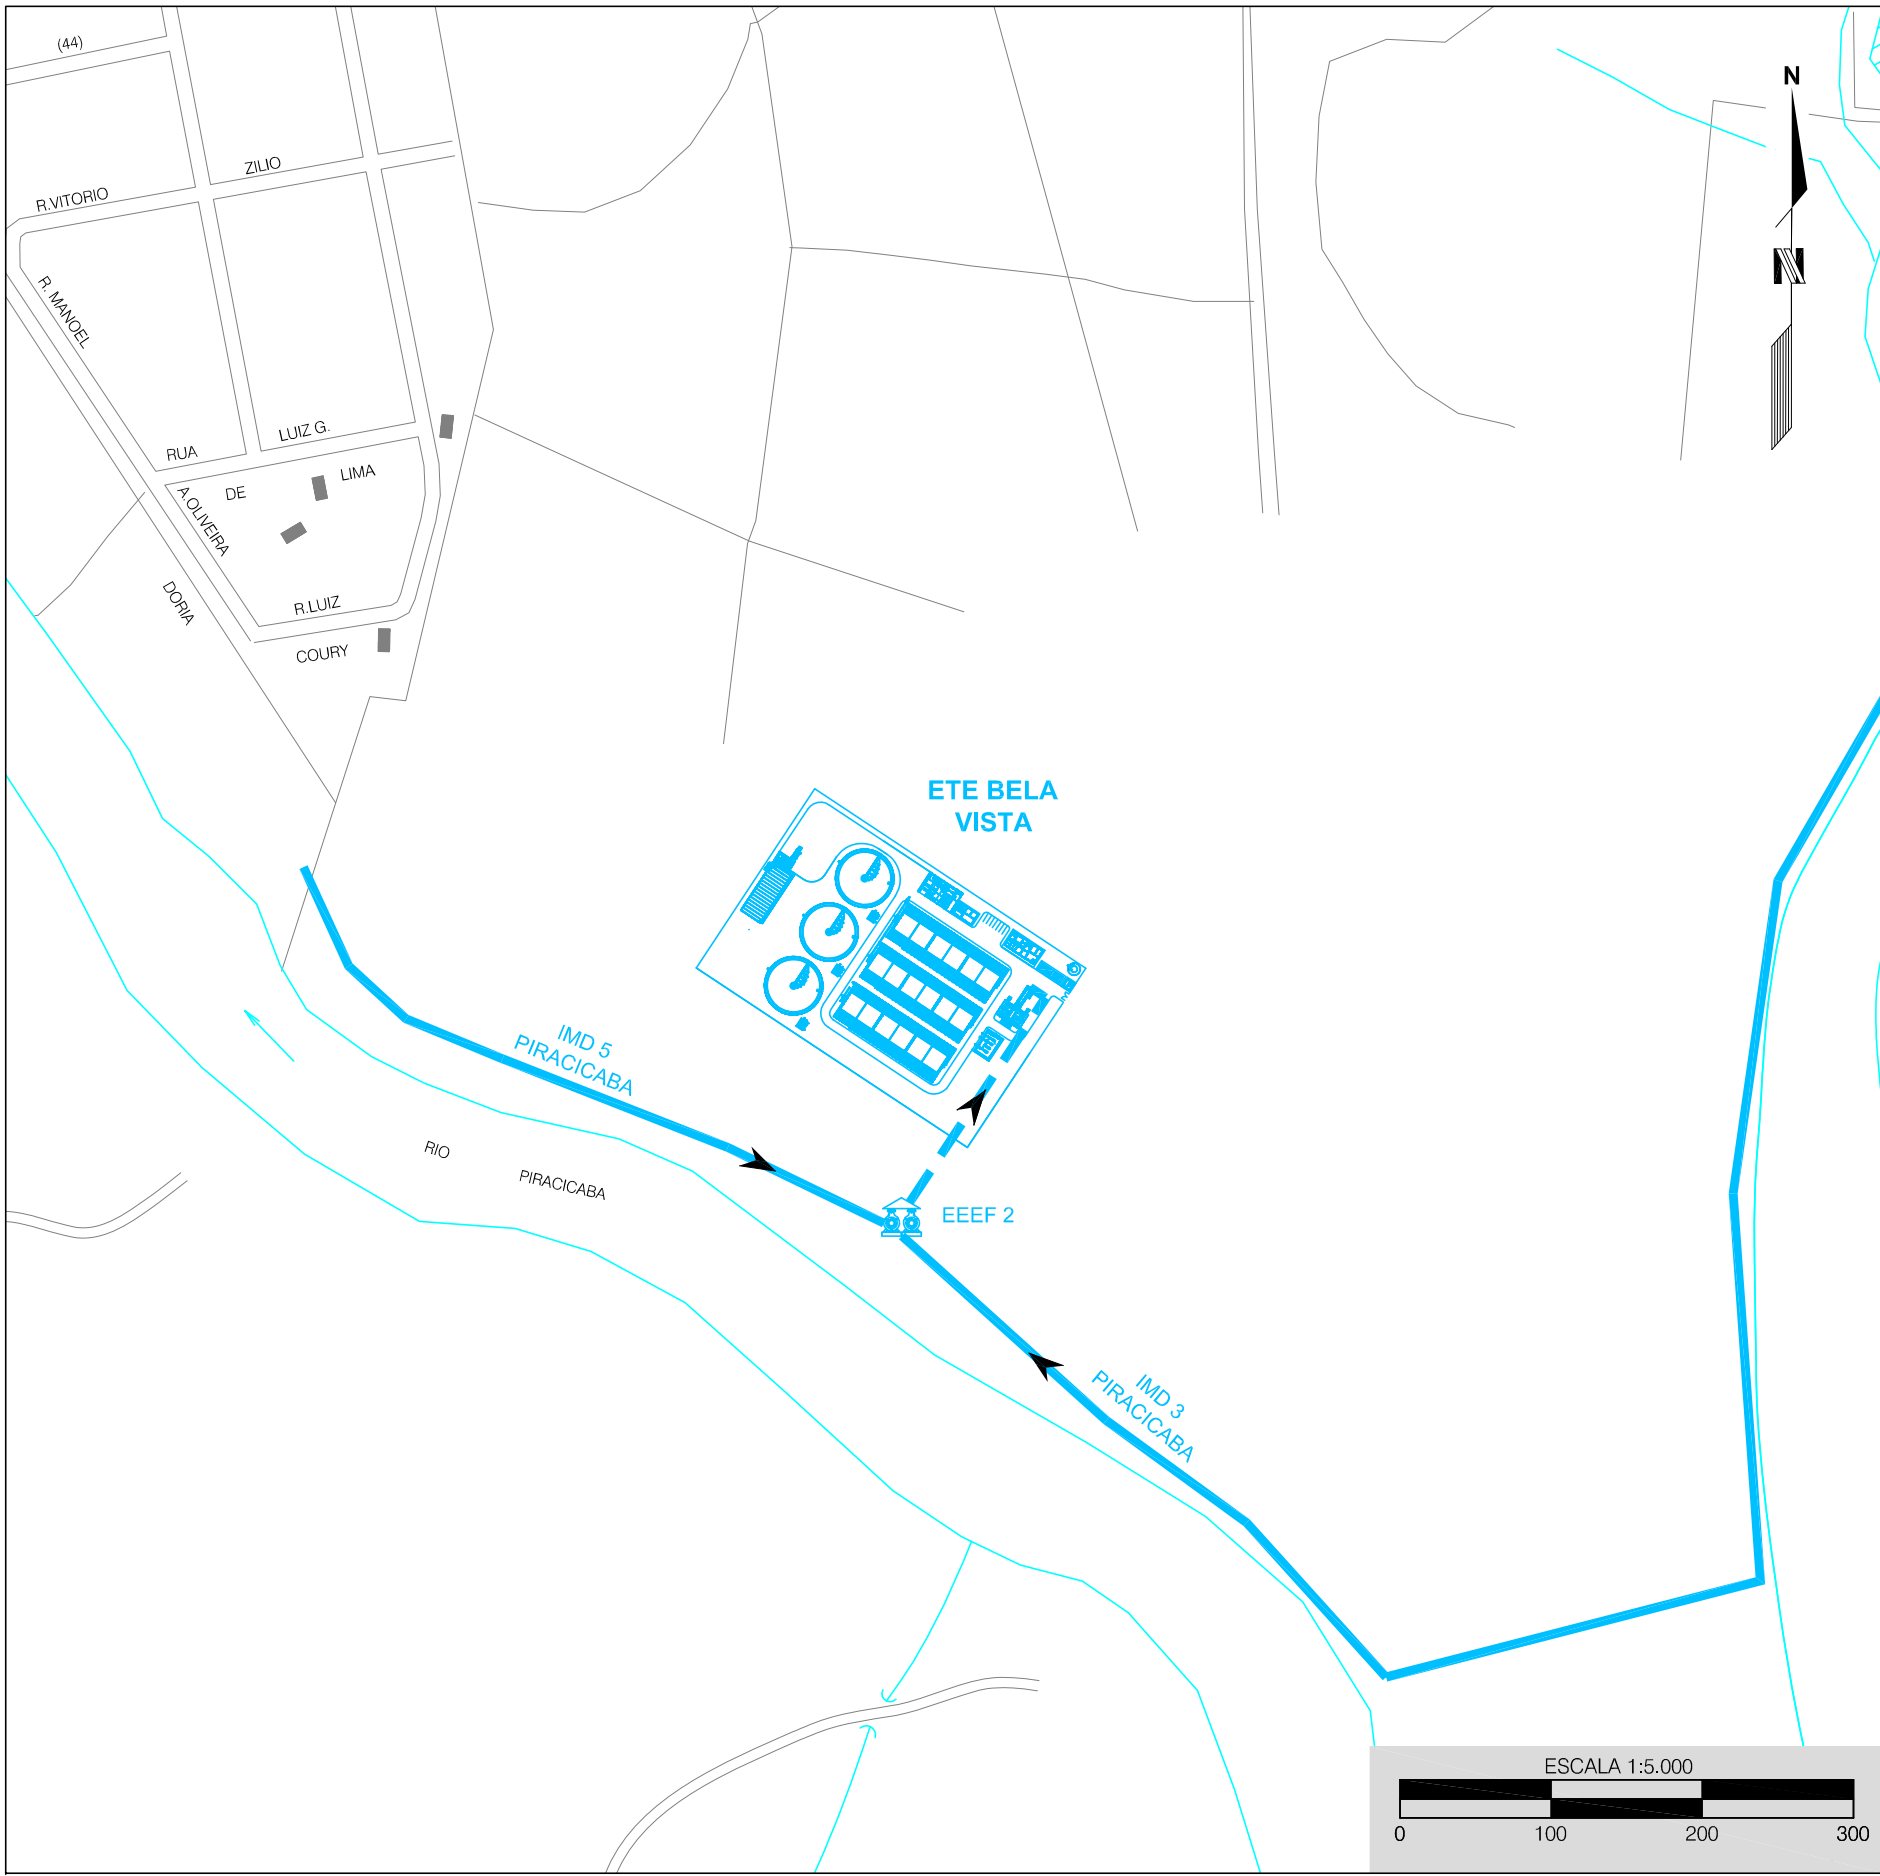 (44)
N
ZILIO
R.VITORIO
N
R. MANOEL
LUIZ G.
RUA
LIMA
DE
A.OLIVEIRA
DORIA
R.LUIZ
COURY
ETE BELA
VISTA
IMD 5
PIRACICABA
RIO
PIRACICABA
EEEF 2
IMD 3
PIRACICABA
ESCALA 1:5.000
0 100 200 300